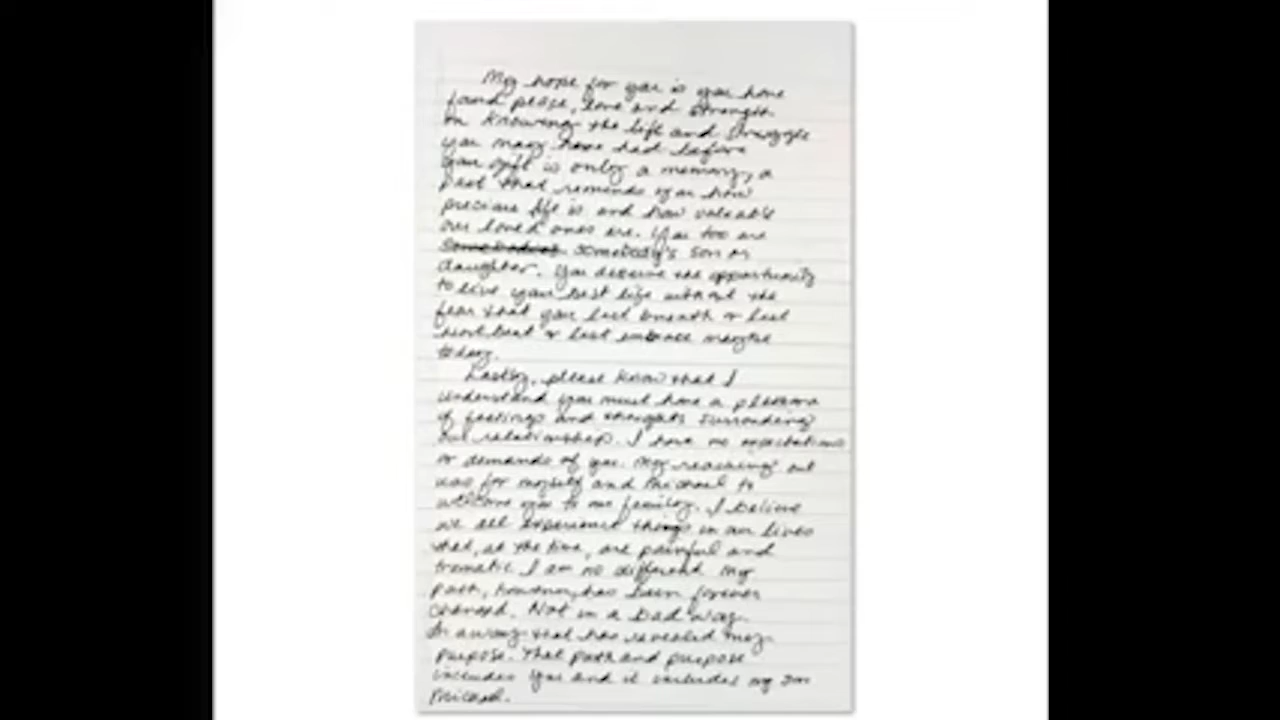 My hope for you is you have
found peace, love and strength
in knowing the life and struggle
you many have had before
your gift is only a memory, a
past that reminds you how
precious life is and how valuable
our loved ones are. You too are
somebody's son or
daughter. You deserve the opportunity
to live your best life without the
fear that your last breath or last
heart beat or last embrace maybe
today.
Lastly, please know that I
understand you must have a plethora
of feelings and thoughts surrounding
our relationship. I have no expectations
or demands of you. My reaching out
was for myself and Michael to
welcome you to our family. I believe
we all experience things in our lives
that, at the time, are painful and
tramatic. I am no different. My
path, however, has been forever
changed. Not in a bad way.
In a way that has revealed my
purpose. That path and purpose
includes you and it includes my son
Michael.